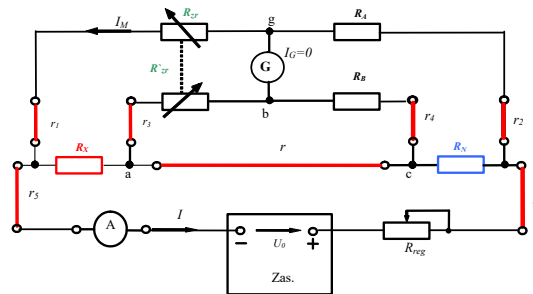 I_M
R_zr
g
R_A
I_G=0
G
R`_zr
R_B
b
r_1
r_3
r_4
r_2
R_X
r
R_N
a
c
r_5
A
I
U_0
− +
R_reg
Zas.